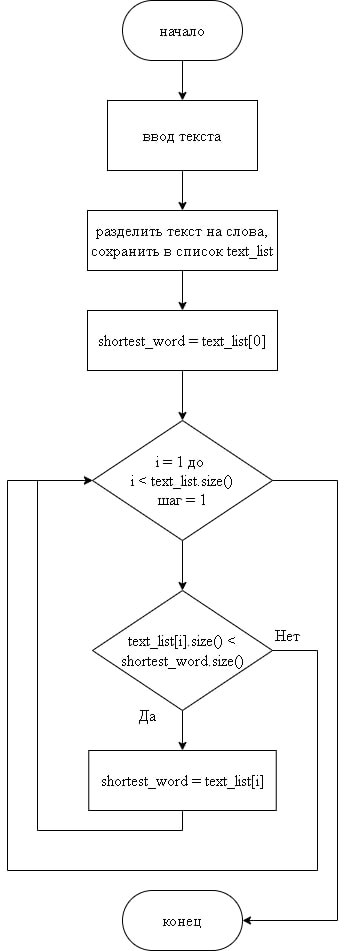 начало
ввод текста
разделить текст на слова,
сохранить в список text_list
shortest_word = text_list[0]
i = 1 до
i < text_list.size()
шаг = 1
text_list[i].size() <
shortest_word.size()
Нет
Да
shortest_word = text_list[i]
конец